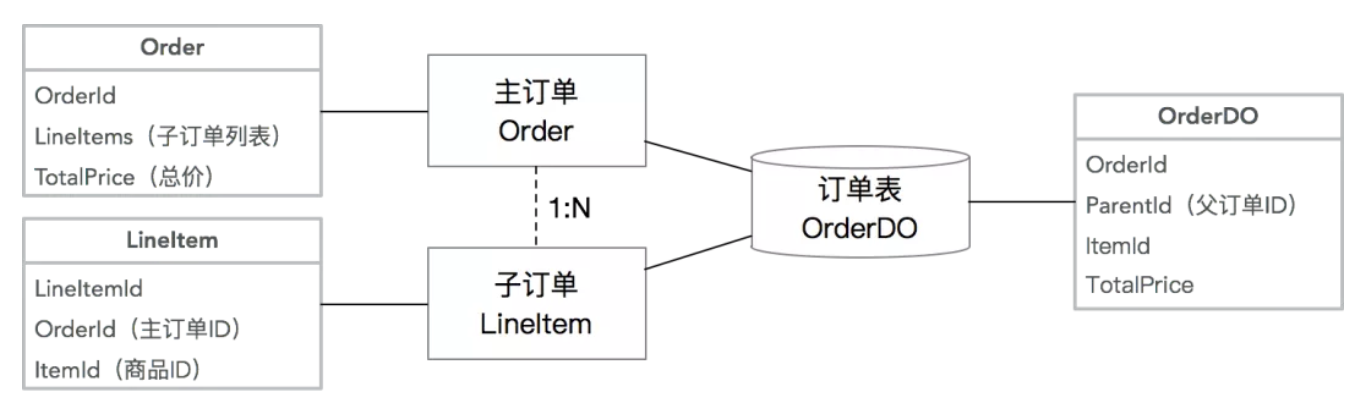 Order
OrderId
LineItems（子订单列表）
TotalPrice（总价）
LineItem
LineItemId
OrderId（主订单ID）
ItemId（商品ID）
主订单
Order
1:N
子订单
LineItem
订单表
OrderDO
OrderDO
OrderId
ParentId（父订单ID）
ItemId
TotalPrice